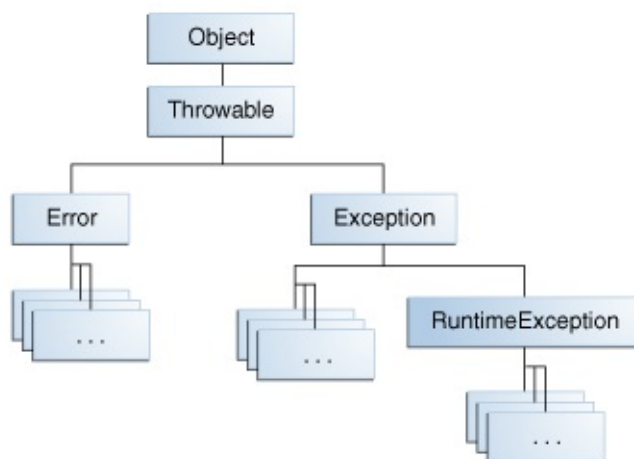 Object
Throwable
Error
Exception
. . .
. . .
RuntimeException
. . .